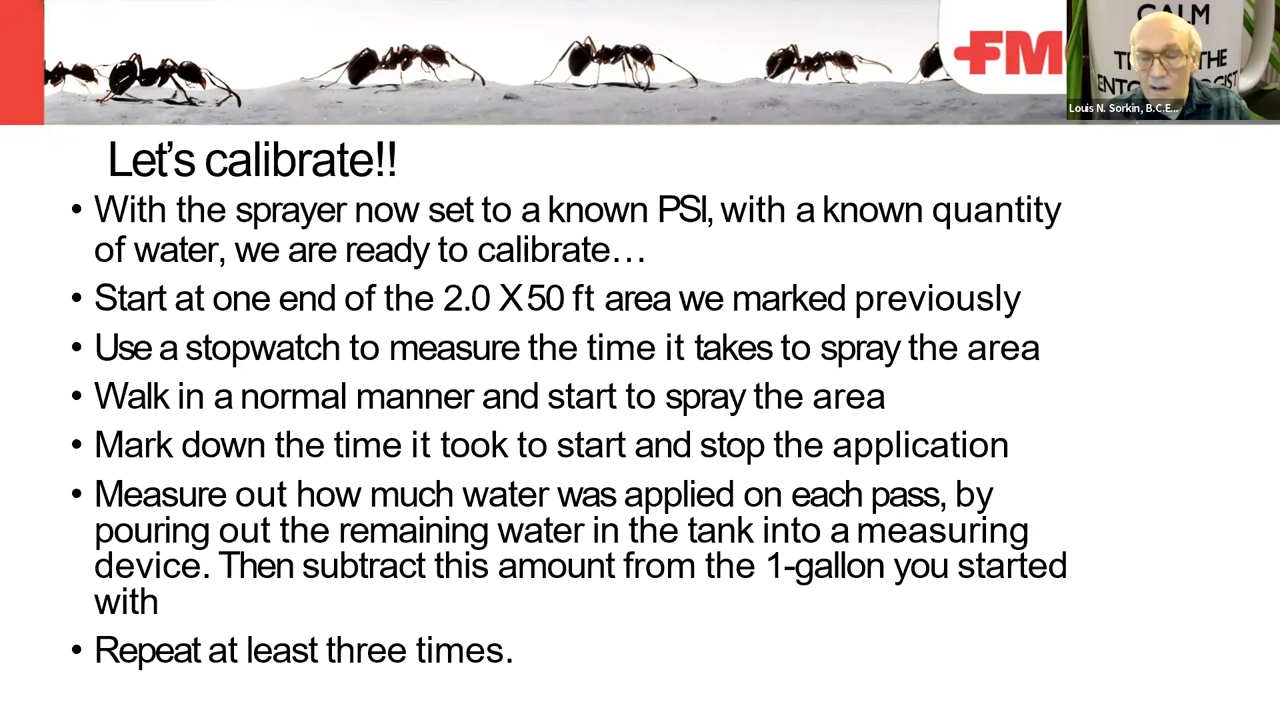 FM
CALM
THE
Louis N. Sorkin, B.C.E...
Let's calibrate!!
• With the sprayer now set to a known PSI, with a known quantity
of water, we are ready to calibrate…
• Start at one end of the 2.0 X 50 ft area we marked previously
• Use a stopwatch to measure the time it takes to spray the area
• Walk in a normal manner and start to spray the area
• Mark down the time it took to start and stop the application
• Measure out how much water was applied on each pass, by
pouring out the remaining water in the tank into a measuring
device. Then subtract this amount from the 1-gallon you started
with
• Repeat at least three times.